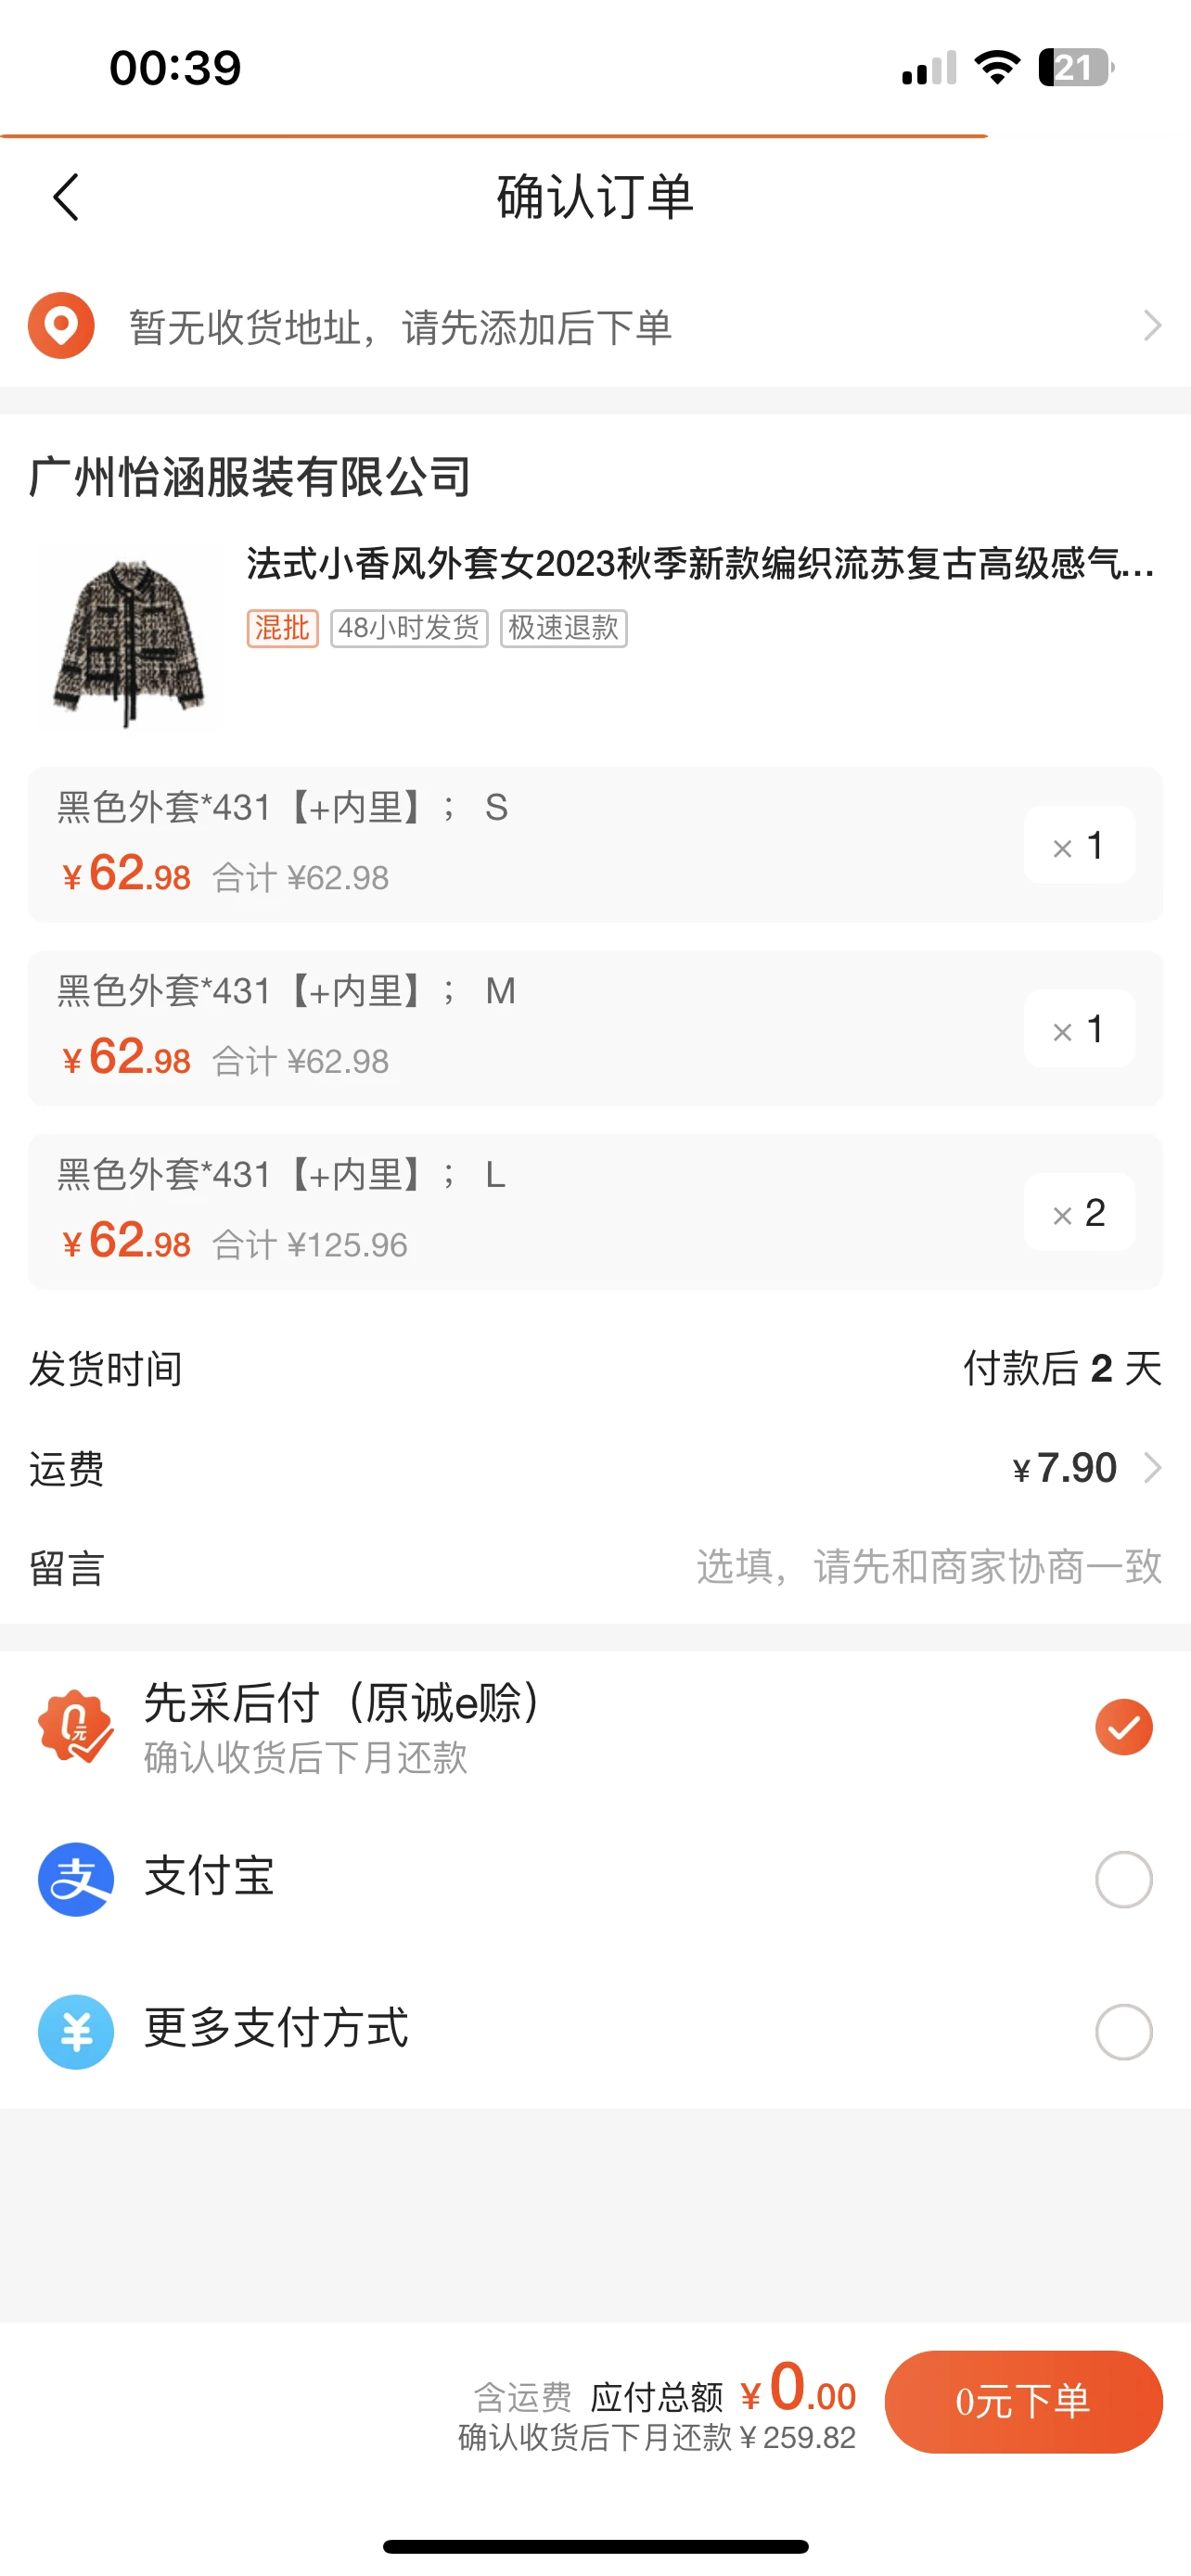 00:39
21
确认订单
暂无收货地址，请先添加后下单
广州怡涵服装有限公司
法式小香风外套女2023秋季新款编织流苏复古高级感气...
混批 48小时发货 极速退款
黑色外套*431【+内里】； S
¥62.98 合计 ¥62.98
× 1
黑色外套*431【+内里】； M
¥62.98 合计 ¥62.98
× 1
黑色外套*431【+内里】； L
¥62.98 合计 ¥125.96
× 2
发货时间 付款后 2 天
运费 ¥7.90
留言 选填，请先和商家协商一致
0元
先采后付（原诚e赊）
确认收货后下月还款
支 支付宝
¥ 更多支付方式
含运费 应付总额 ¥0.00
确认收货后下月还款 ¥259.82
0元下单